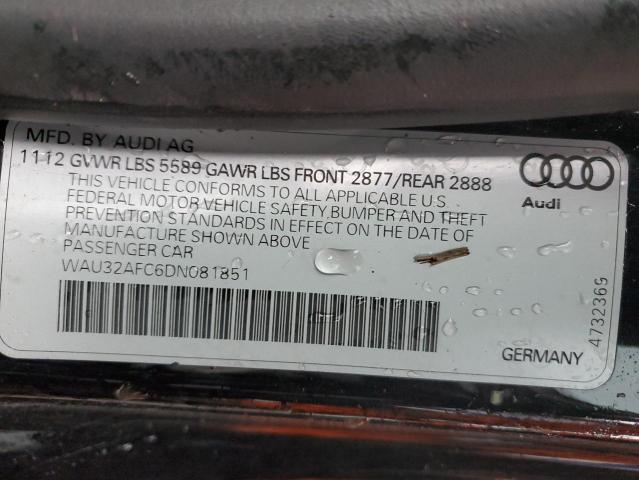 MFD. BY AUDI AG
1112 GVWR LBS 5589 GAWR LBS FRONT 2877/REAR 2888
THIS VEHICLE CONFORMS TO ALL APPLICABLE U.S.
FEDERAL MOTOR VEHICLE SAFETY,BUMPER AND THEFT
PREVENTION STANDARDS IN EFFECT ON THE DATE OF
MANUFACTURE SHOWN ABOVE
PASSENGER CAR
WAU32AFC6DN081851
Audi
GERMANY
4732365